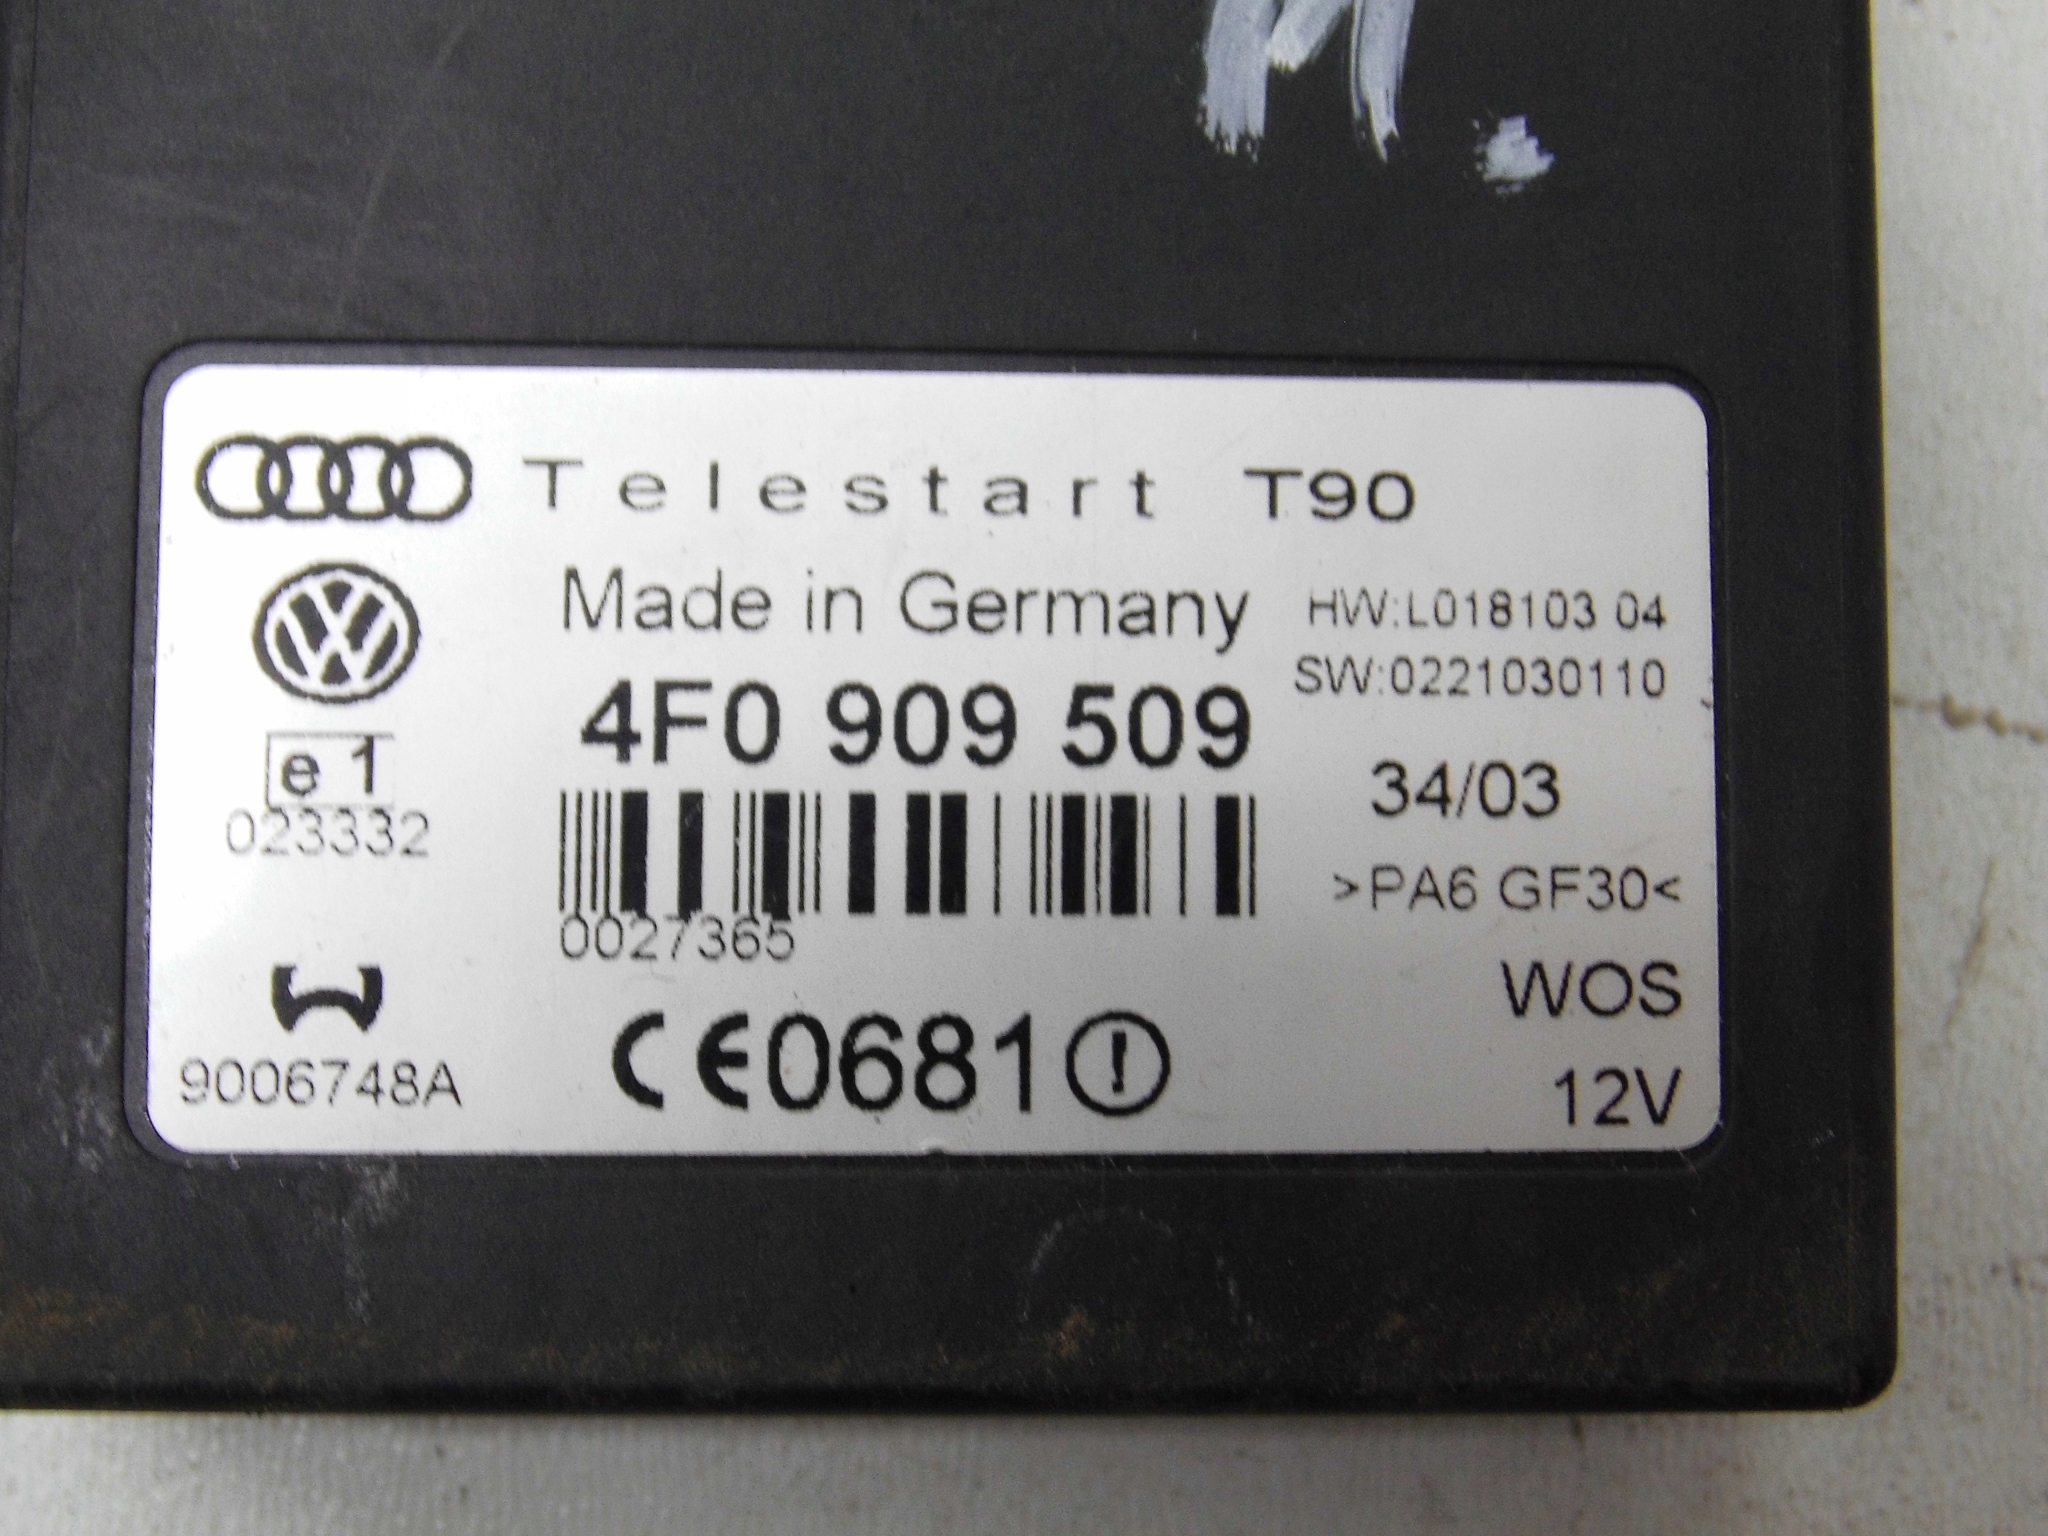 Telestart T90
Made in Germany
HW:L018103 04
SW:0221030110
4F0 909 509
e1
023332
34/03
>PA6 GF30<
0027365
WOS
9006748A
CE0681
12V